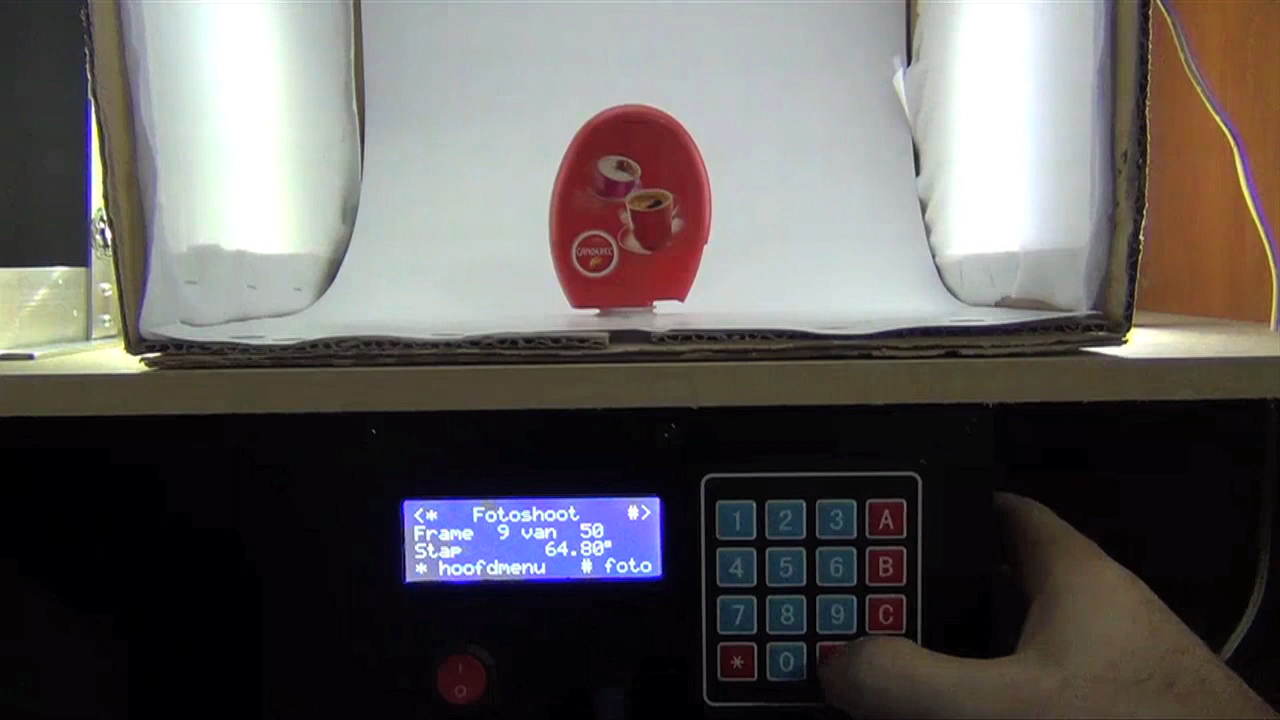 CANDEREL
<* Fotoshoot #>
Frame 9 van 50
Stap 64.80°
* hoofdmenu # foto
1 2 3 A
4 5 6 B
7 8 9 C
* 0